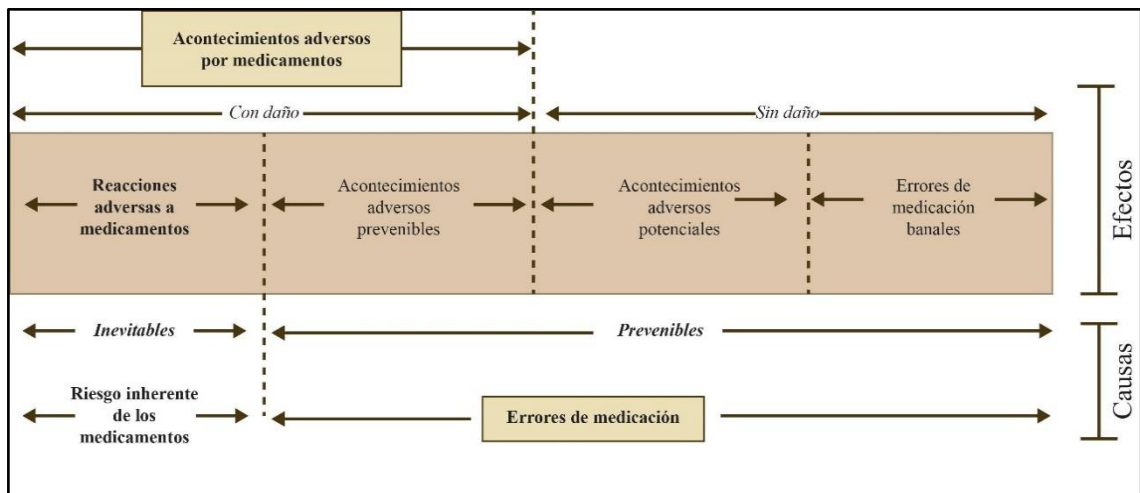 Acontecimientos adversos
por medicamentos
Con daño
Sin daño
Reacciones
adversas a
medicamentos
Acontecimientos
adversos
prevenibles
Acontecimientos
adversos
potenciales
Errores de
medicación
banales
Efectos
Inevitables
Prevenibles
Riesgo inherente
de los
medicamentos
Errores de medicación
Causas